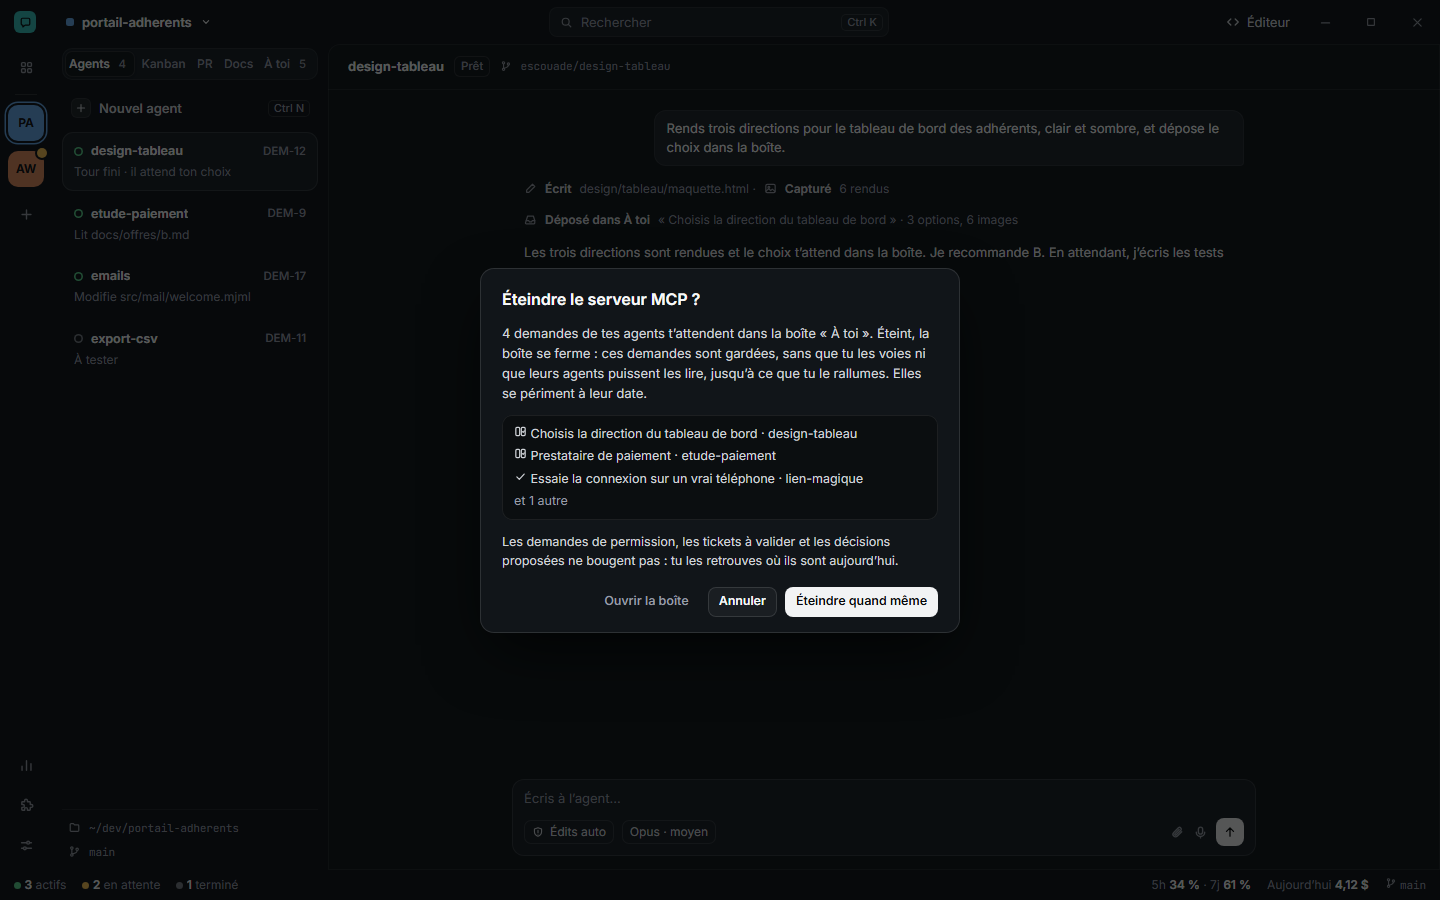 portail-adherents
Rechercher
Ctrl K
Éditeur
Agents 4
Kanban
PR
Docs
À toi 5
design-tableau
Prêt
escouade/design-tableau
PA
AW
Nouvel agent
Ctrl N
design-tableau
DEM-12
Tour fini · il attend ton choix
etude-paiement
DEM-9
Lit docs/offres/b.md
emails
DEM-17
Modifie src/mail/welcome.mjml
export-csv
DEM-11
À tester
Rends trois directions pour le tableau de bord des adhérents, clair et sombre, et dépose le
choix dans la boîte.
Écrit design/tableau/maquette.html · Capturé 6 rendus
Déposé dans À toi « Choisis la direction du tableau de bord » · 3 options, 6 images
Les trois directions sont rendues et le choix t’attend dans la boîte. Je recommande B. En attendant, j’écris les tests
Éteindre le serveur MCP ?
4 demandes de tes agents t’attendent dans la boîte « À toi ». Éteint, la
boîte se ferme : ces demandes sont gardées, sans que tu les voies ni
que leurs agents puissent les lire, jusqu’à ce que tu le rallumes. Elles
se périment à leur date.
Choisis la direction du tableau de bord · design-tableau
Prestataire de paiement · etude-paiement
Essaie la connexion sur un vrai téléphone · lien-magique
et 1 autre
Les demandes de permission, les tickets à valider et les décisions
proposées ne bougent pas : tu les retrouves où ils sont aujourd’hui.
Ouvrir la boîte
Annuler
Éteindre quand même
Écris à l’agent…
Édits auto
Opus · moyen
~/dev/portail-adherents
main
3 actifs
2 en attente
1 terminé
5h 34 % · 7j 61 %
Aujourd’hui 4,12 $
main